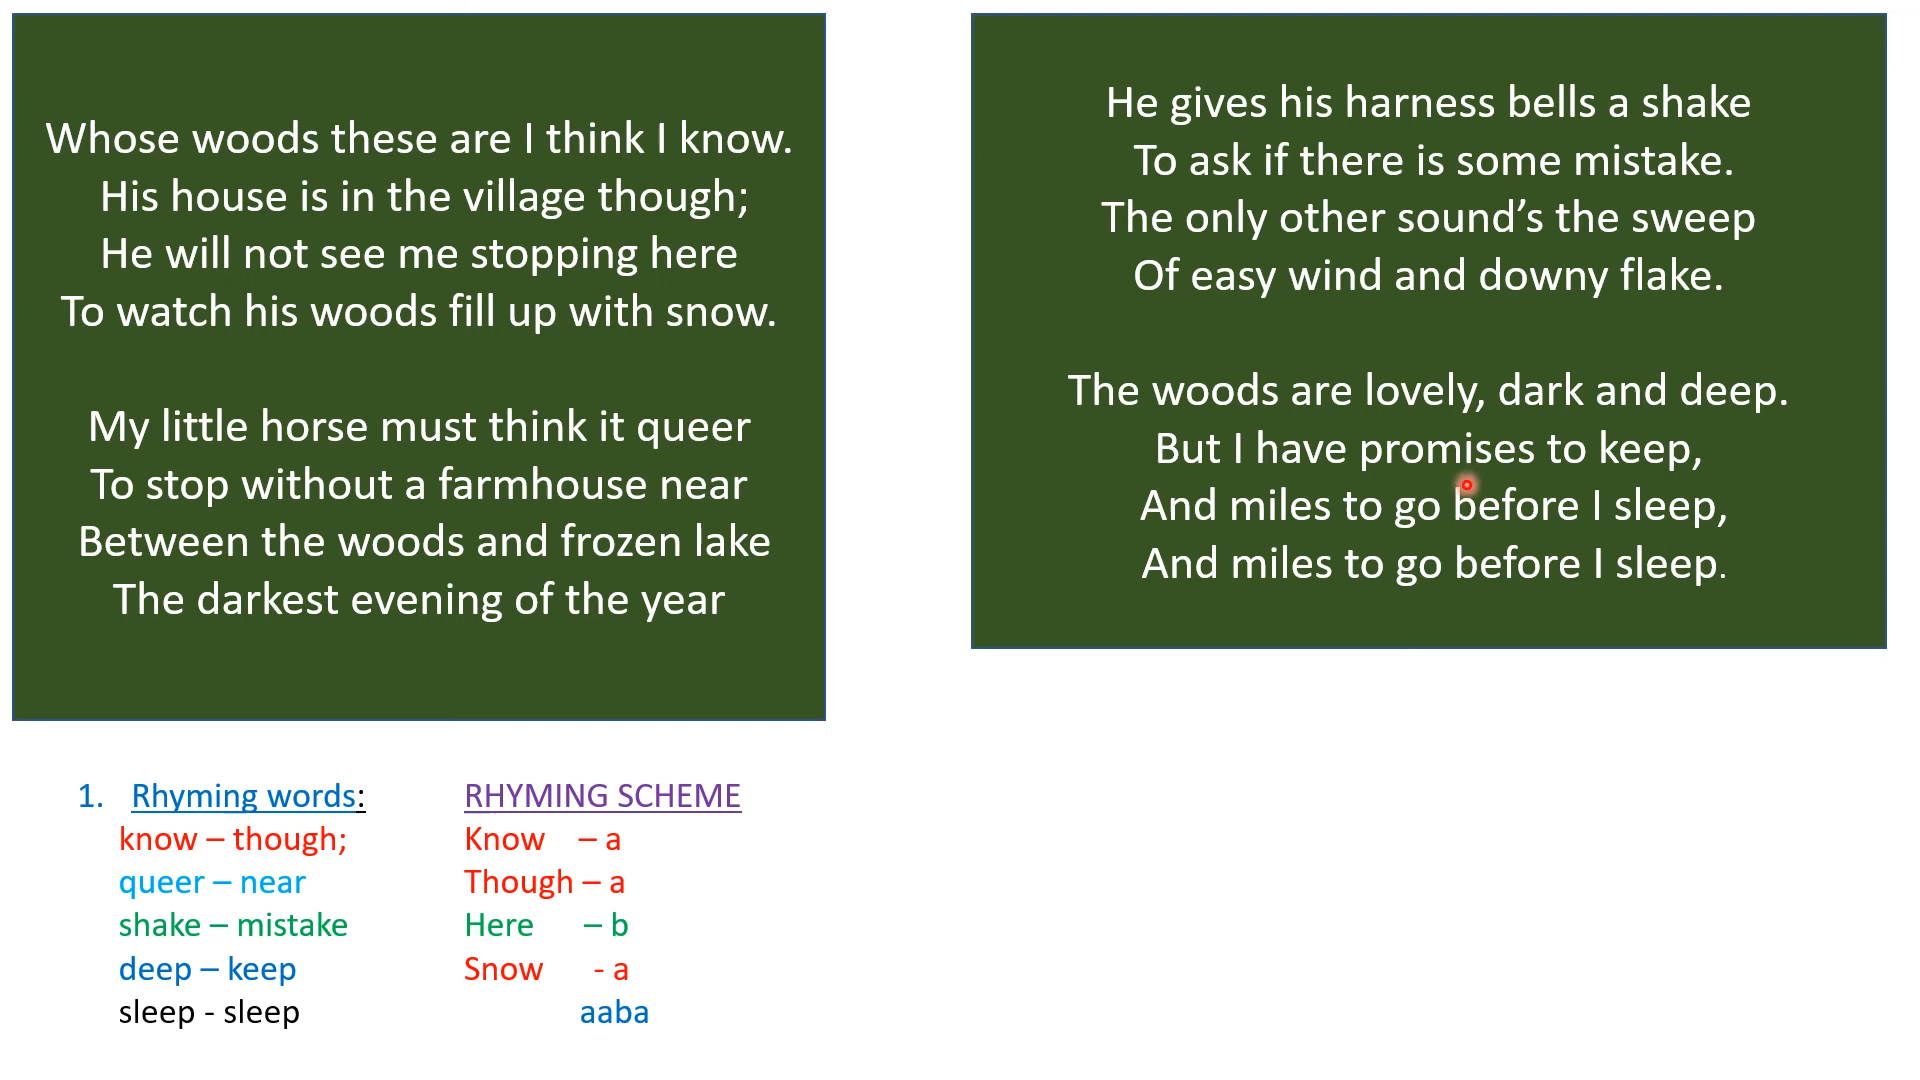 Whose woods these are I think I know.
His house is in the village though;
He will not see me stopping here
To watch his woods fill up with snow.
My little horse must think it queer
To stop without a farmhouse near
Between the woods and frozen lake
The darkest evening of the year
He gives his harness bells a shake
To ask if there is some mistake.
The only other sound’s the sweep
Of easy wind and downy flake.
The woods are lovely, dark and deep.
But I have promises to keep,
And miles to go before I sleep,
And miles to go before I sleep.
1. Rhyming words:
know – though;
queer – near
shake – mistake
deep – keep
sleep - sleep
RHYMING SCHEME
Know – a
Though – a
Here – b
Snow - a
aaba